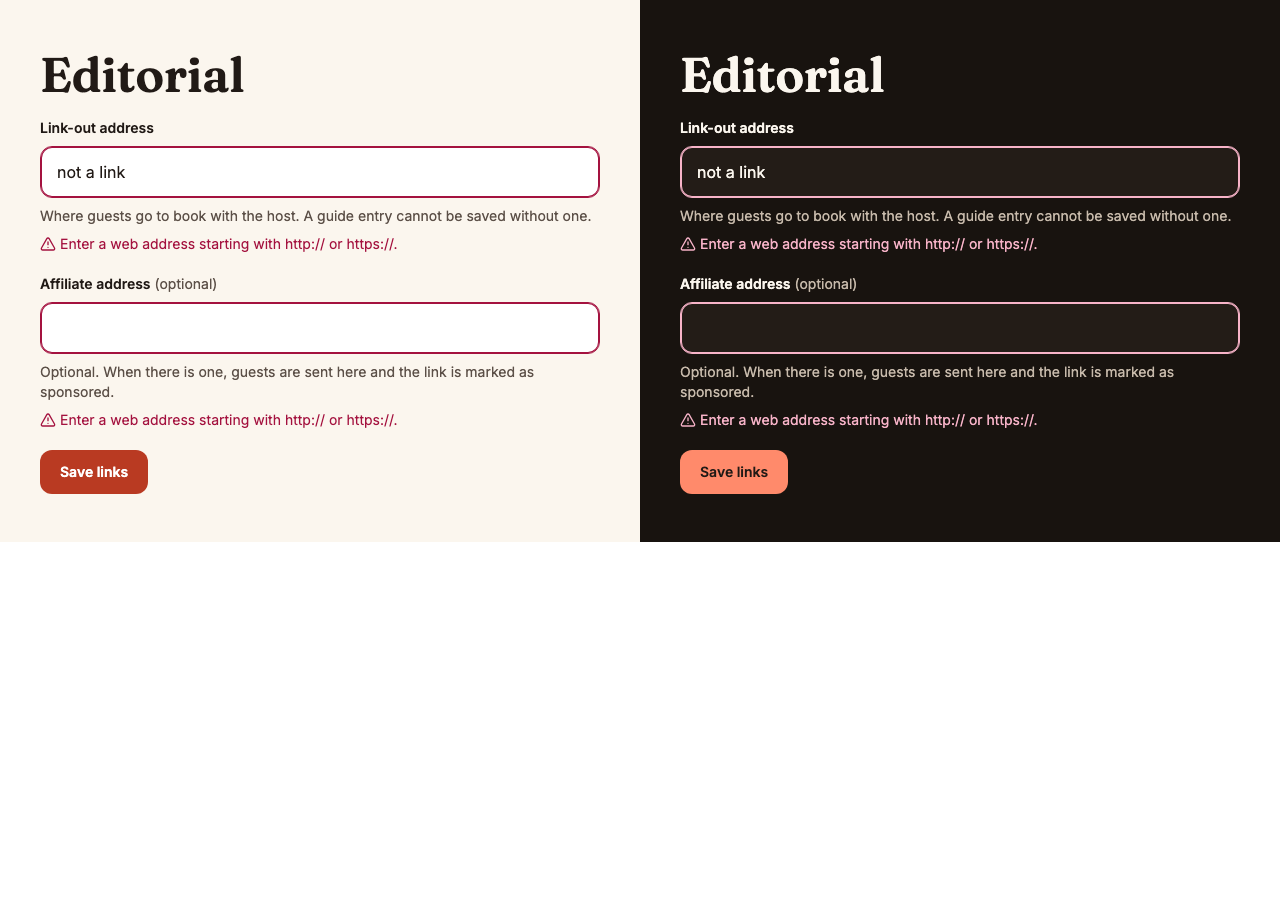 Editorial
Link-out address
not a link
Where guests go to book with the host. A guide entry cannot be saved without one.
Enter a web address starting with http:// or https://.
Affiliate address (optional)
Optional. When there is one, guests are sent here and the link is marked as
sponsored.
Enter a web address starting with http:// or https://.
Save links
Editorial
Link-out address
not a link
Where guests go to book with the host. A guide entry cannot be saved without one.
Enter a web address starting with http:// or https://.
Affiliate address (optional)
Optional. When there is one, guests are sent here and the link is marked as
sponsored.
Enter a web address starting with http:// or https://.
Save links